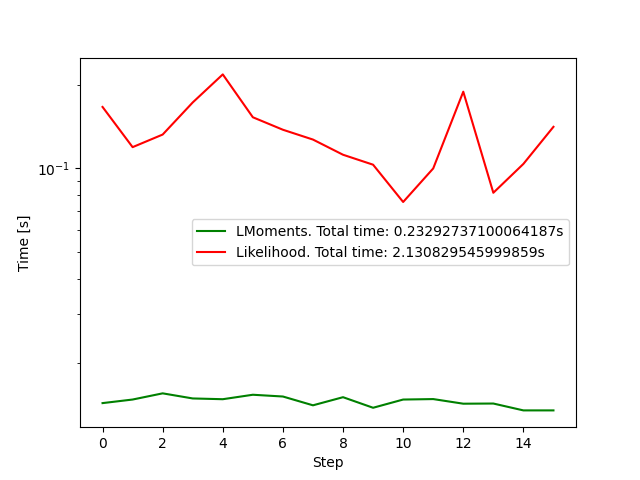 10⁻¹
Time [s]
LMoments. Total time: 0.23292737100064187s
Likelihood. Total time: 2.130829545999859s
0 2 4 6 8 10 12 14
Step